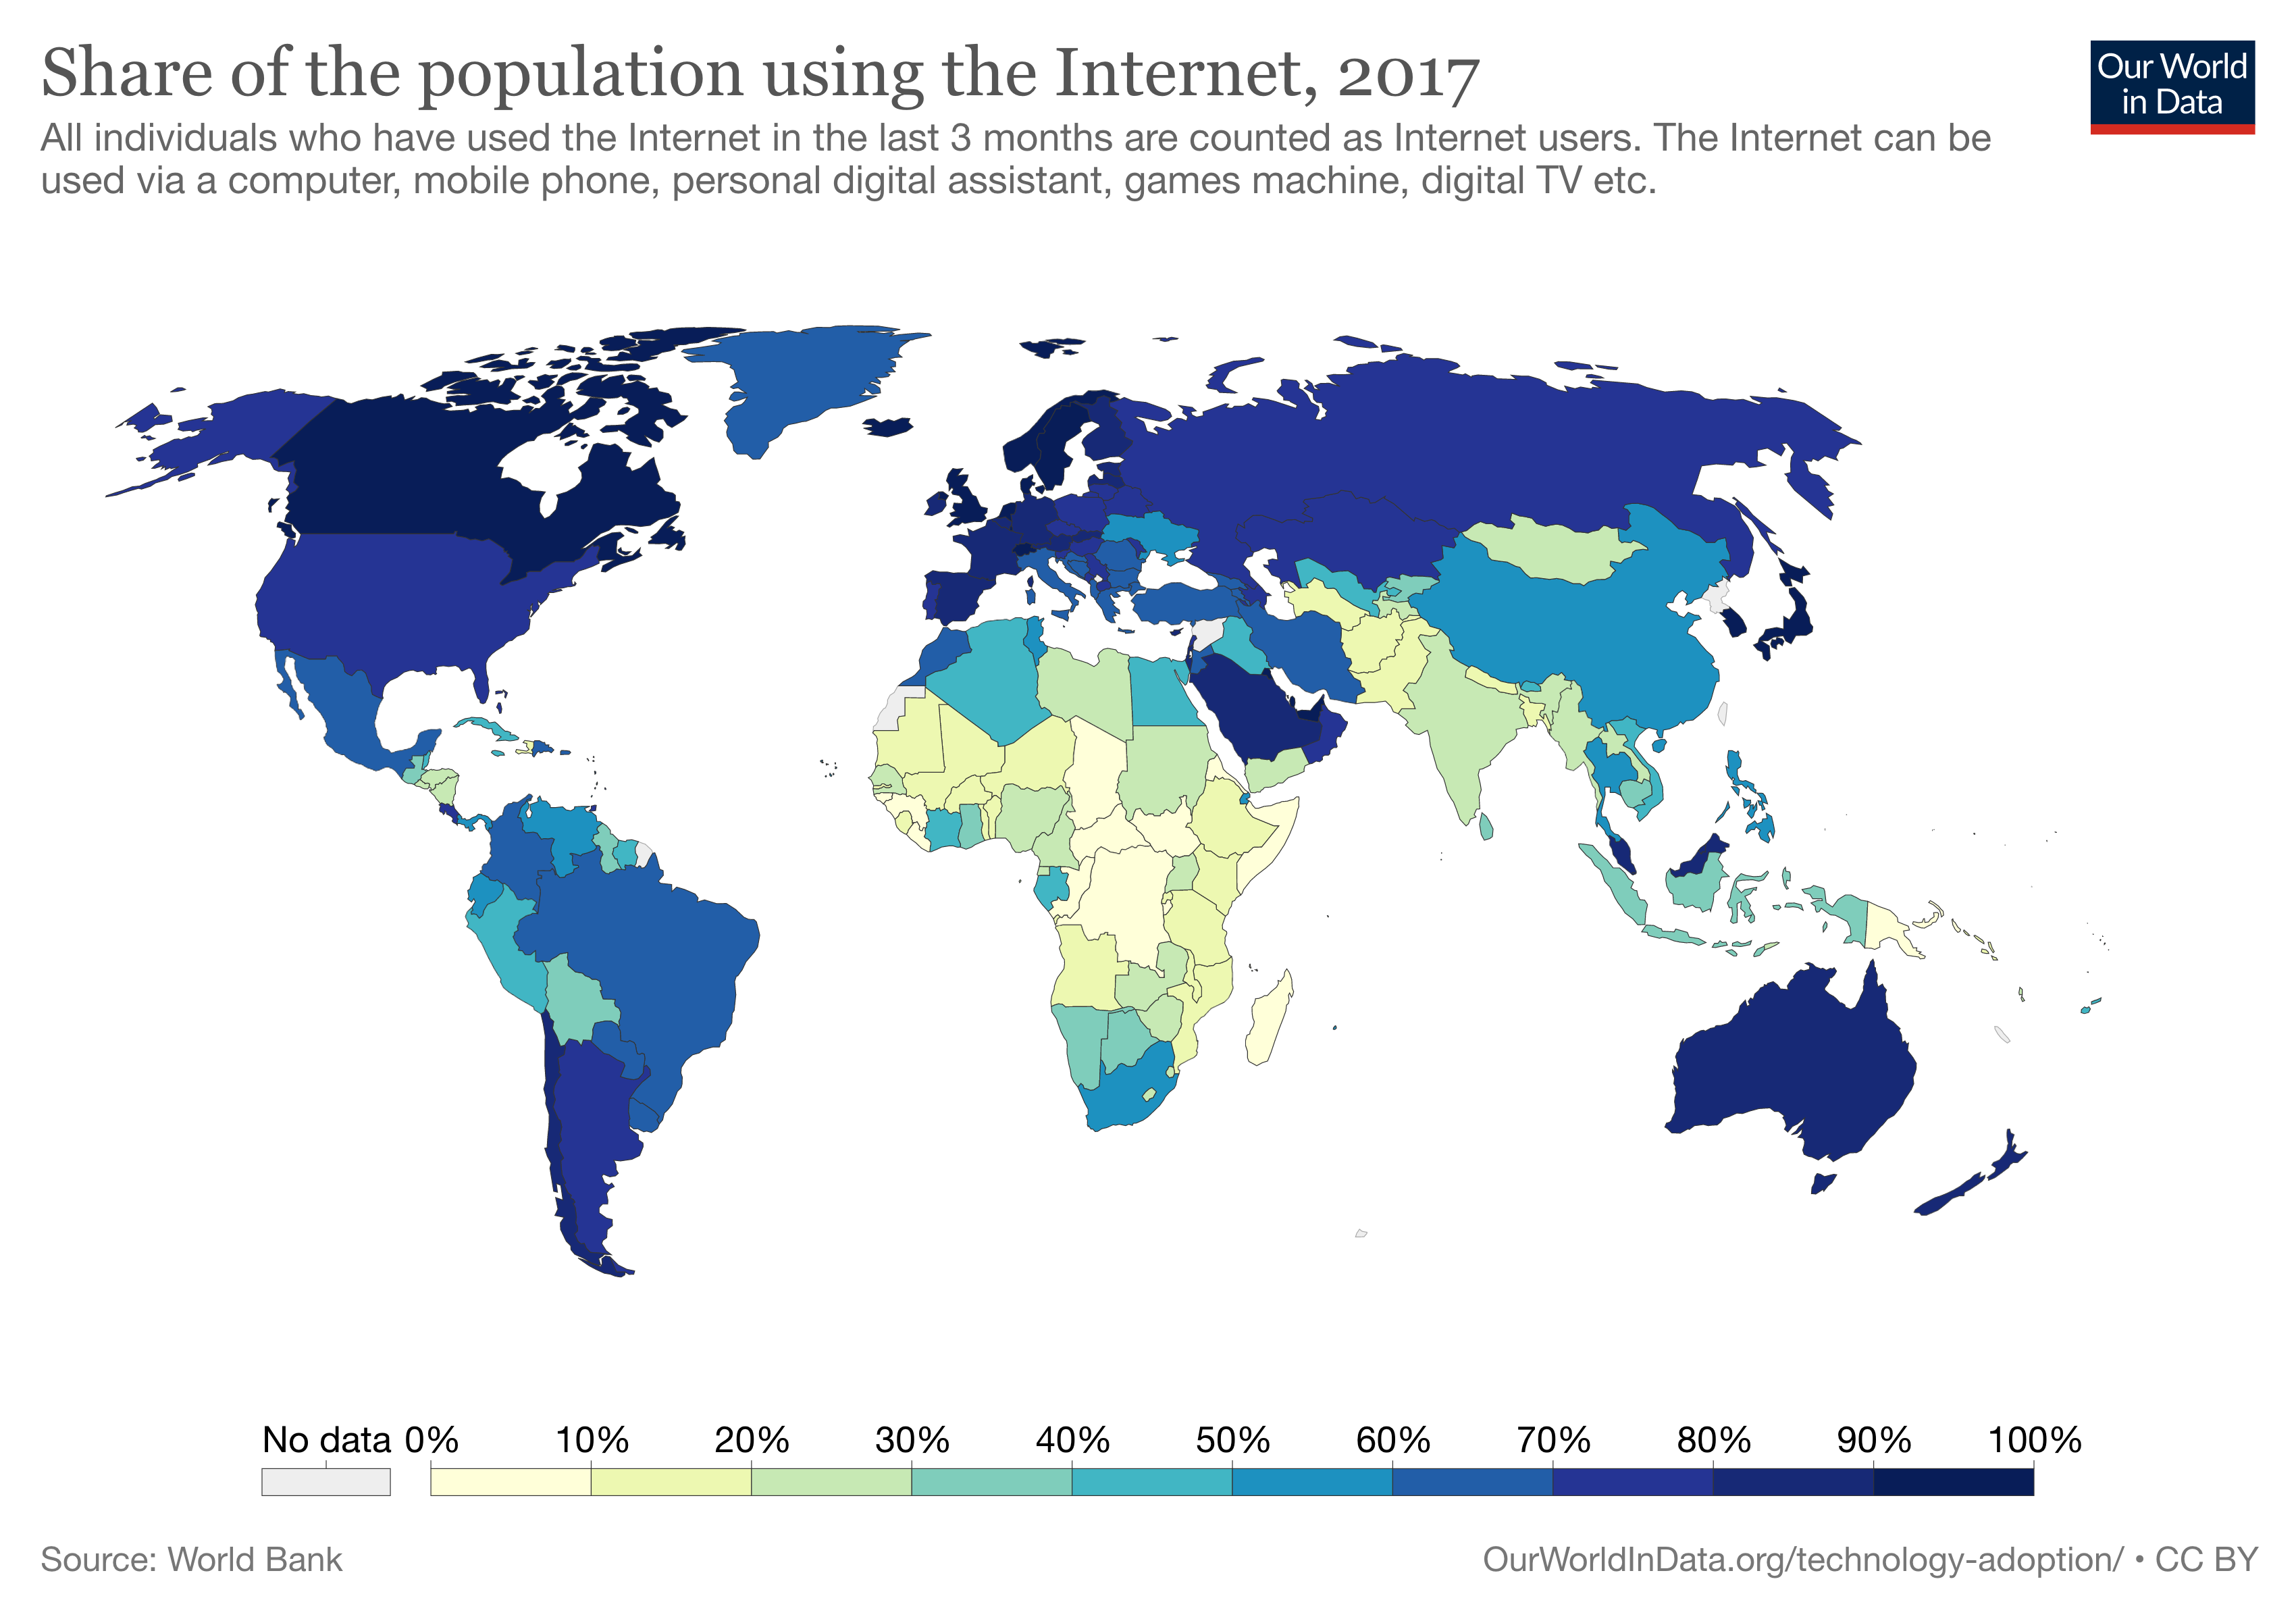 Share of the population using the Internet, 2017
Our World
in Data
All individuals who have used the Internet in the last 3 months are counted as Internet users. The Internet can be
used via a computer, mobile phone, personal digital assistant, games machine, digital TV etc.
No data 0% 10% 20% 30% 40% 50% 60% 70% 80% 90% 100%
Source: World Bank
OurWorldInData.org/technology-adoption/ • CC BY